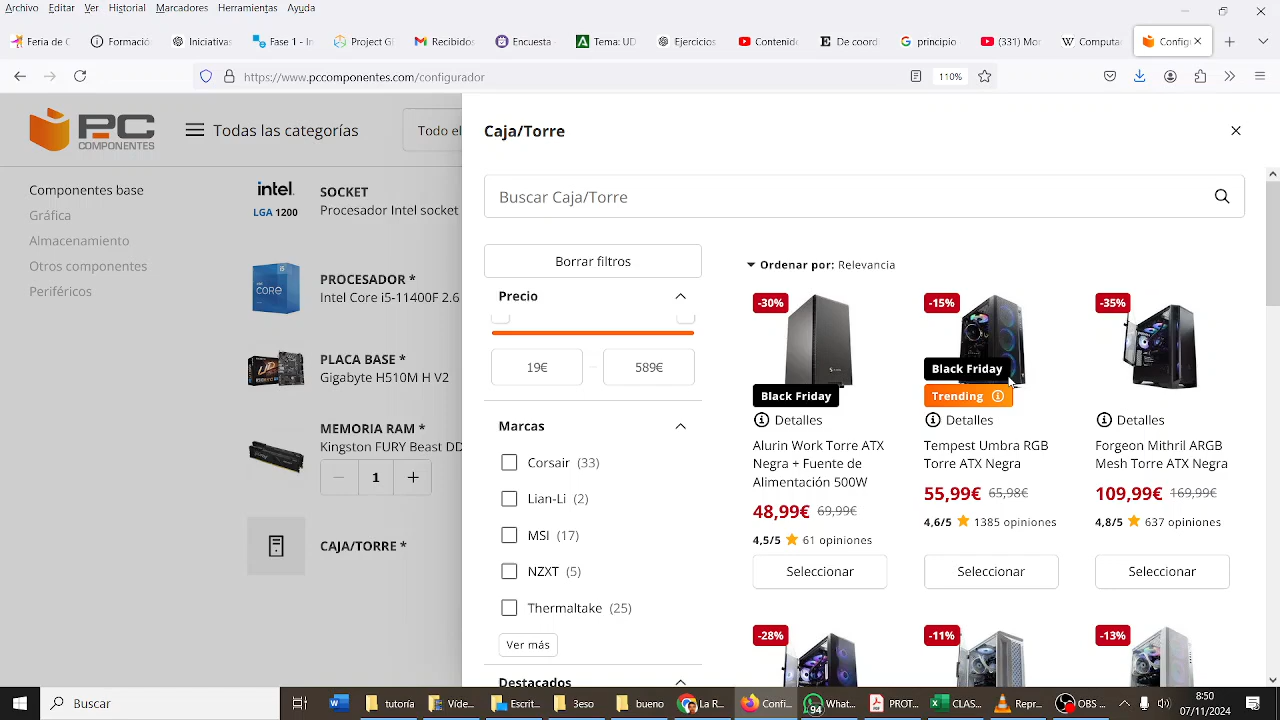 Archivo Editar Ver Historial Marcadores Herramientas Ayuda
Feria de C
Formació
Iniciativas
Fase 1 - In
Project GI
Recibidos
Encuesta
Tema: UD
Ejercicios
Contenido
De coord
principio
(331) Mo
Computa
Config
https://www.pccomponentes.com/configurador
110%
PC
COMPONENTES
Todas las categorías
Todo el
Caja/Torre
Componentes base
Gráfica
Almacenamiento
Otros componentes
Periféricos
intel.
LGA 1200
SOCKET
Procesador Intel socket
PROCESADOR *
Intel Core i5-11400F 2.6
PLACA BASE *
Gigabyte H510M H V2
MEMORIA RAM *
Kingston FURY Beast DD
1
CAJA/TORRE *
Buscar Caja/Torre
Borrar filtros
Precio
19€
589€
Marcas
Corsair (33)
Lian-Li (2)
MSI (17)
NZXT (5)
Thermaltake (25)
Ver más
Destacados
Ordenar por: Relevancia
-30%
Black Friday
Detalles
Alurin Work Torre ATX
Negra + Fuente de
Alimentación 500W
48,99€ 69,99€
4,5/5 61 opiniones
Seleccionar
-15%
Black Friday
Trending
Detalles
Tempest Umbra RGB
Torre ATX Negra
55,99€ 65,98€
4,6/5 1385 opiniones
Seleccionar
-35%
Detalles
Forgeon Mithril ARGB
Mesh Torre ATX Negra
109,99€ 169,99€
4,8/5 637 opiniones
Seleccionar
-28%
-11%
-13%
Buscar
tutoria
Vide...
Escrit...
3eso
bueno
La R...
Confi...
94
What...
PROT...
CLAS...
Repr...
OBS ...
8:50
07/11/2024